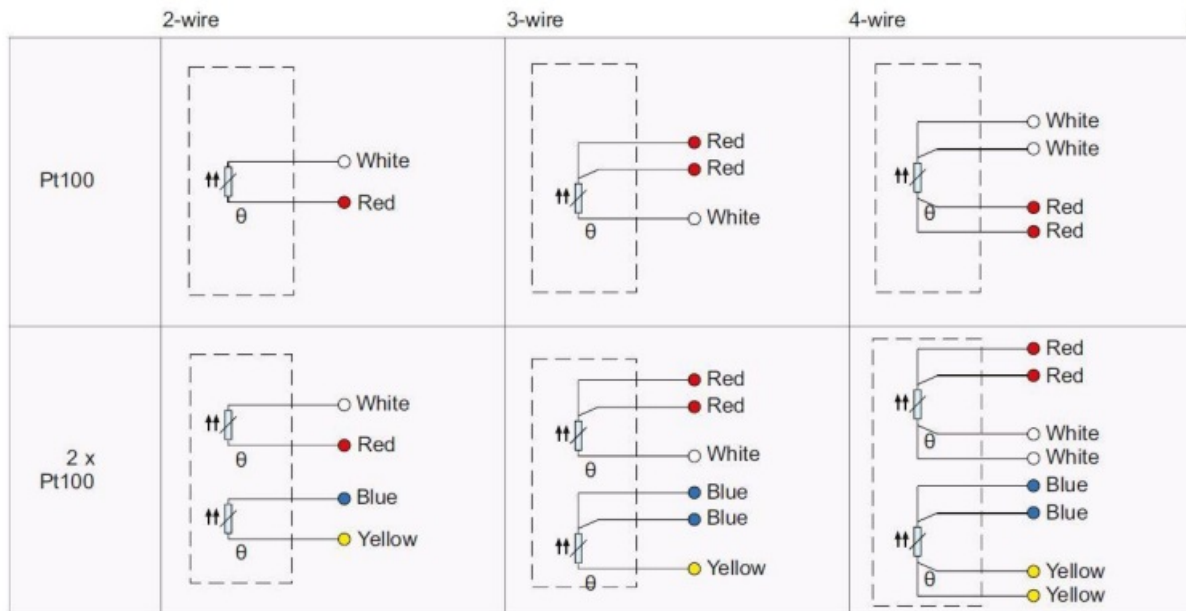 2-wire 3-wire 4-wire
Pt100
White
Red
θ
Red
Red
White
θ
White
White
Red
Red
θ
2 x
Pt100
White
Red
θ
Blue
Yellow
θ
Red
Red
White
θ
Blue
Blue
Yellow
θ
Red
Red
White
White
θ
Blue
Blue
Yellow
Yellow
θ